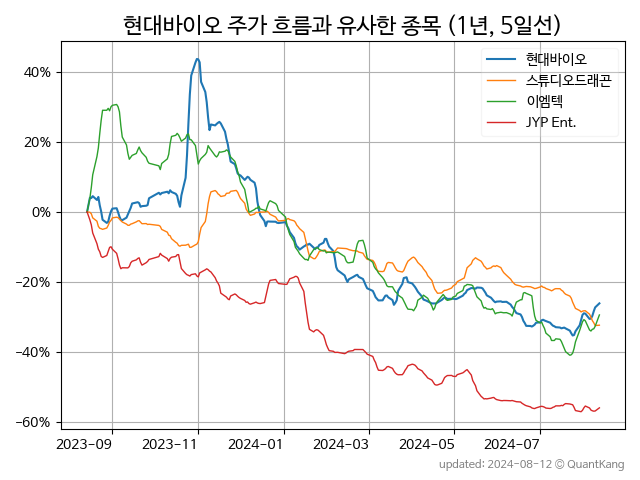 현대바이오 주가 흐름과 유사한 종목 (1년, 5일선)
현대바이오
스튜디오드래곤
이엠텍
JYP Ent.
40%
20%
0%
−20%
−40%
−60%
2023-09
2023-11
2024-01
2024-03
2024-05
2024-07
updated: 2024-08-12 © QuantKang